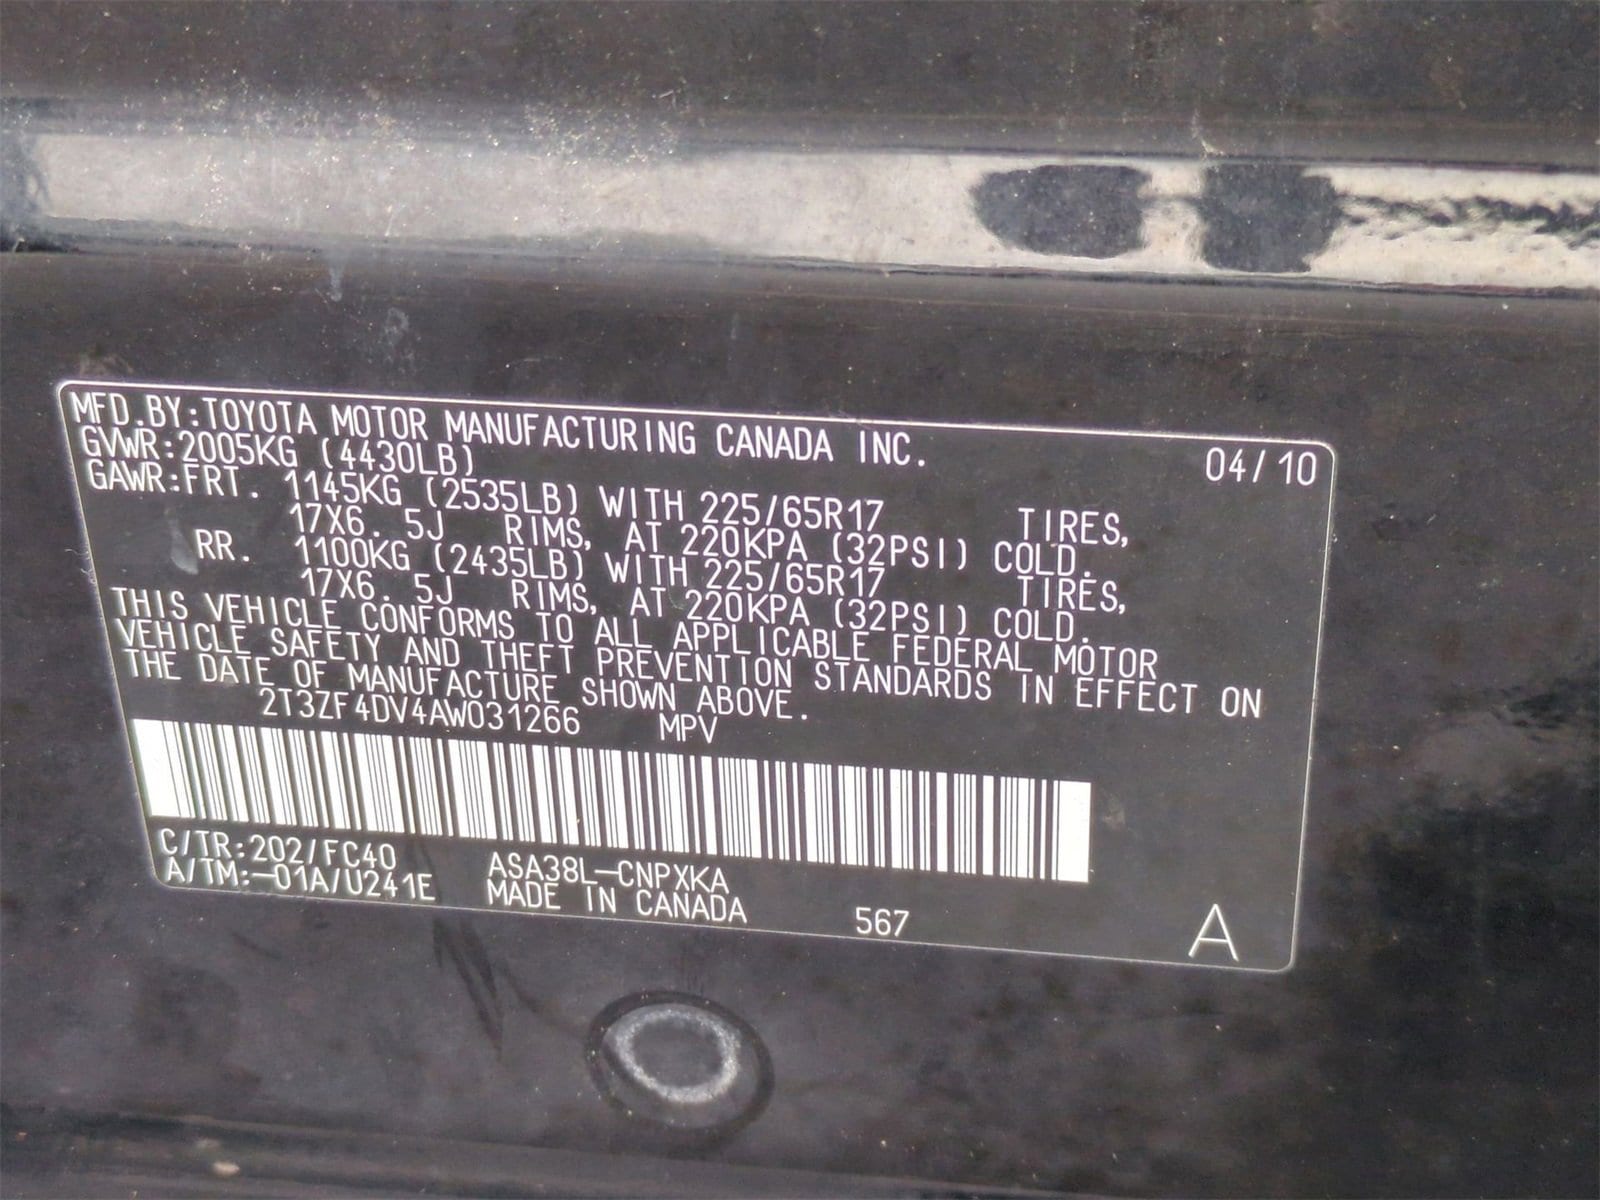 MFD.BY:TOYOTA MOTOR MANUFACTURING CANADA INC. 04/10
GVWR:2005KG (4430LB)
GAWR:FRT. 1145KG (2535LB) WITH 225/65R17 TIRES,
17X6. 5J RIMS, AT 220KPA (32PSI) COLD.
RR. 1100KG (2435LB) WITH 225/65R17 TIRES,
17X6. 5J RIMS, AT 220KPA (32PSI) COLD.
THIS VEHICLE CONFORMS TO ALL APPLICABLE FEDERAL MOTOR
VEHICLE SAFETY AND THEFT PREVENTION STANDARDS IN EFFECT ON
THE DATE OF MANUFACTURE SHOWN ABOVE.
2T3ZF4DV4AW031266 MPV
C/TR:202/FC40 ASA38L-CNPXKA
A/TM:-01A/U241E MADE IN CANADA 567 A